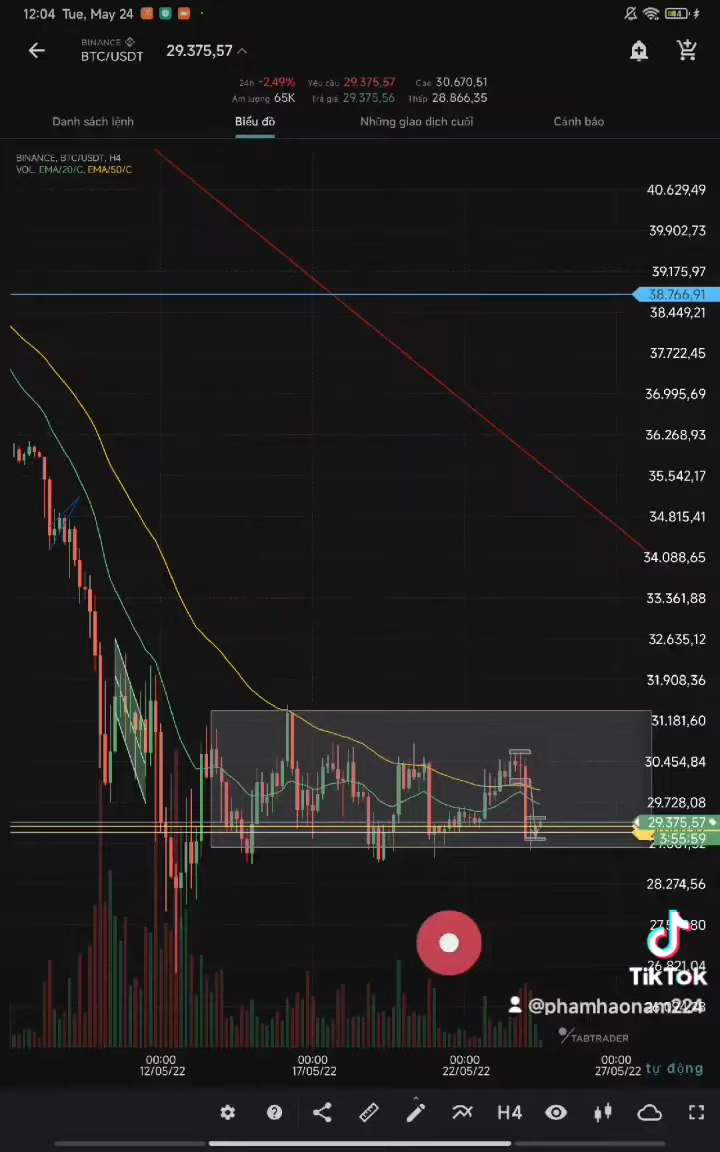 12:04 Tue, May 24
BINANCE
BTC/USDT
29.375,57
24h -2,49% Yêu cầu 29.375,57 Cao 30.670,51
Âm lượng 65K Trả giá 29.375,56 Thấp 28.866,35
Danh sách lệnh Biểu đồ Những giao dịch cuối Cảnh báo
BINANCE, BTC/USDT, H4
VOL, EMA/20/C, EMA/50/C
40.629,49
39.902,73
39.175,97
38.766,91
38.449,21
37.722,45
36.995,69
36.268,93
35.542,17
34.815,41
34.088,65
33.361,88
32.635,12
31.908,36
31.181,60
30.454,84
29.728,08
29.375,57
3:55:59
28.274,56
26.821,04
TikTok
@phamhaonam224
TABTRADER
00:00 00:00 00:00 00:00
12/05/22 17/05/22 22/05/22 27/05/22 tự động
H4